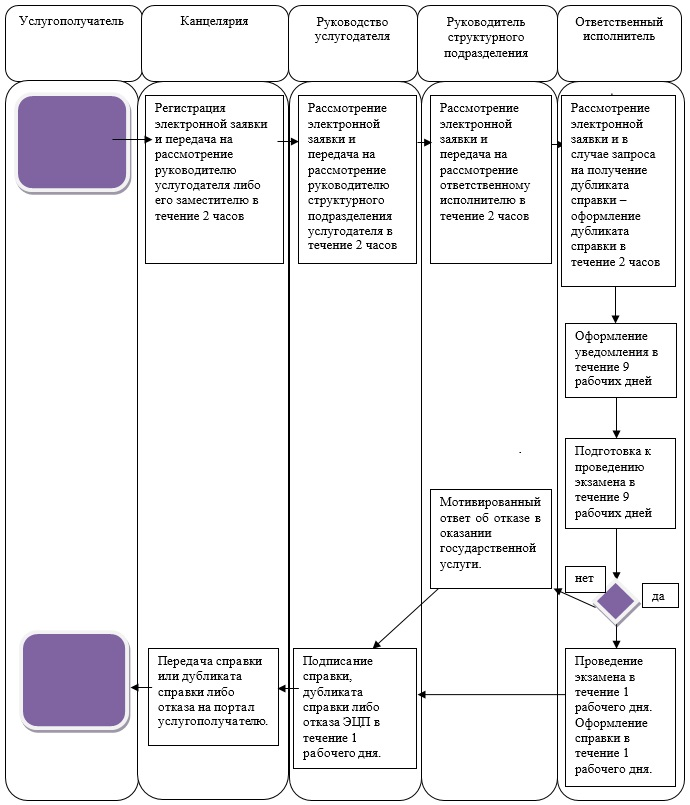 Услугополучатель
Канцелярия
Руководство
услугодателя
Руководитель
структурного
подразделения
Ответственный
исполнитель
Регистрация
электронной заявки
и передача на
рассмотрение
руководителю
услугодателя либо
его заместителю в
течение 2 часов
Рассмотрение
электронной
заявки и
передача на
рассмотрение
руководителю
структурного
подразделения
услугодателя в
течение 2 часов
Рассмотрение
электронной
заявки и
передача на
рассмотрение
ответственному
исполнителю в
течение 2 часов
Рассмотрение
электронной
заявки и в
случае запроса
на получение
дубликата
справки –
оформление
дубликата
справки в
течение 2 часов
Оформление
уведомления в
течение 9
рабочих дней
Подготовка к
проведению
экзамена в
течение 9
рабочих дней
Мотивированный
ответ об отказе в
оказании
государственной
услуги.
нет
да
Передача справки
или дубликата
справки либо
отказа на портал
услугополучателю.
Подписание
справки,
дубликата
справки либо
отказа ЭЦП в
течение 1
рабочего дня.
Проведение
экзамена в
течение 1
рабочего дня.
Оформление
справки в
течение 1
рабочего дня.